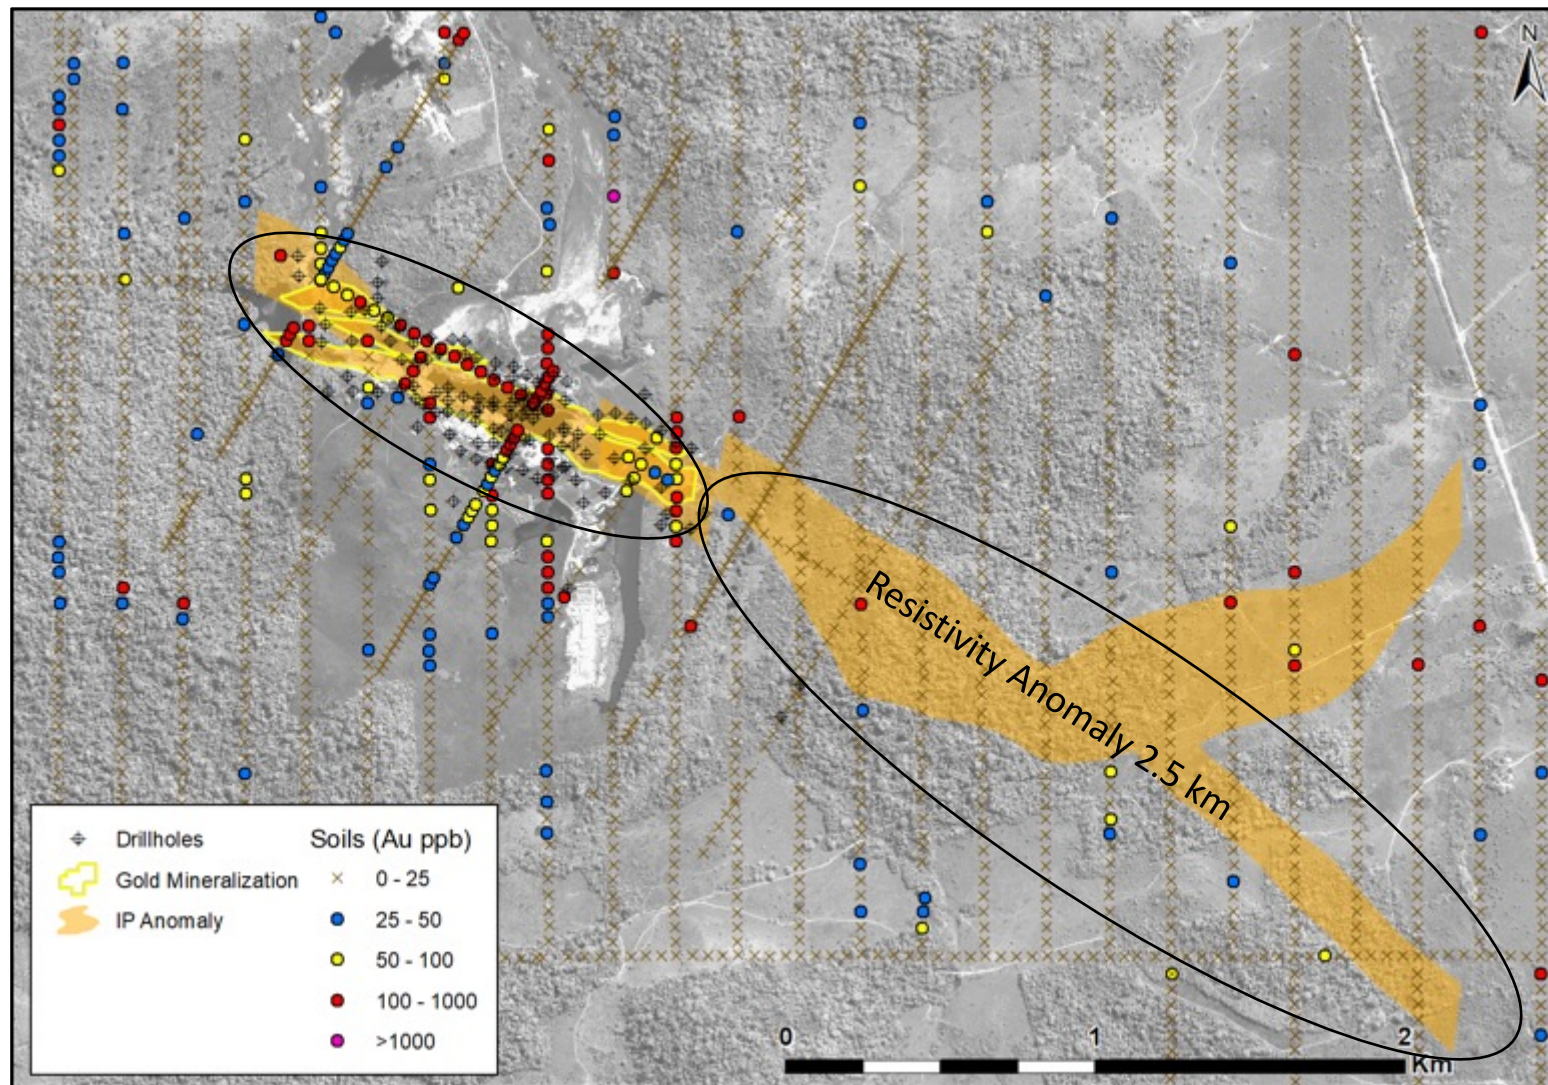 N
Resistivity Anomaly 2.5 km
Drillholes
Gold Mineralization
IP Anomaly
Soils (Au ppb)
0 - 25
25 - 50
50 - 100
100 - 1000
>1000
0 1 2
Km